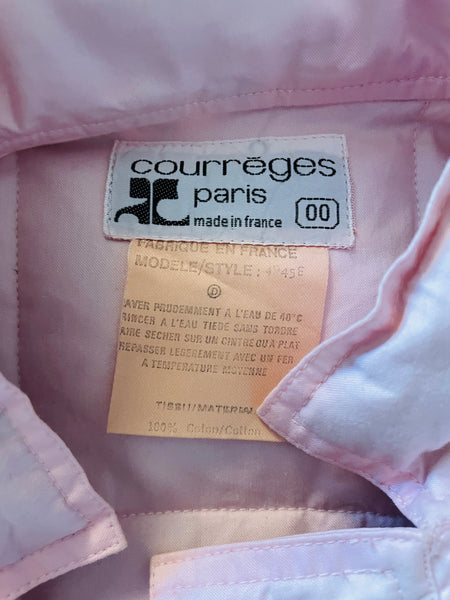 courrèges
paris
made in france
00
FABRIQUE EN FRANCE
MODELE/STYLE :
P
AVER PRUDEMMENT A L'EAU DE 40°C
RINCER A L'EAU TIEDE SANS TORDRE
AIRE SECHER SUR UN CINTRE OU A PLAT
REPASSER LEGEREMENT AVEC UN FER
A TEMPERATURE MOYENNE
TISSU/MATERIAL
100% Coton/Cotton